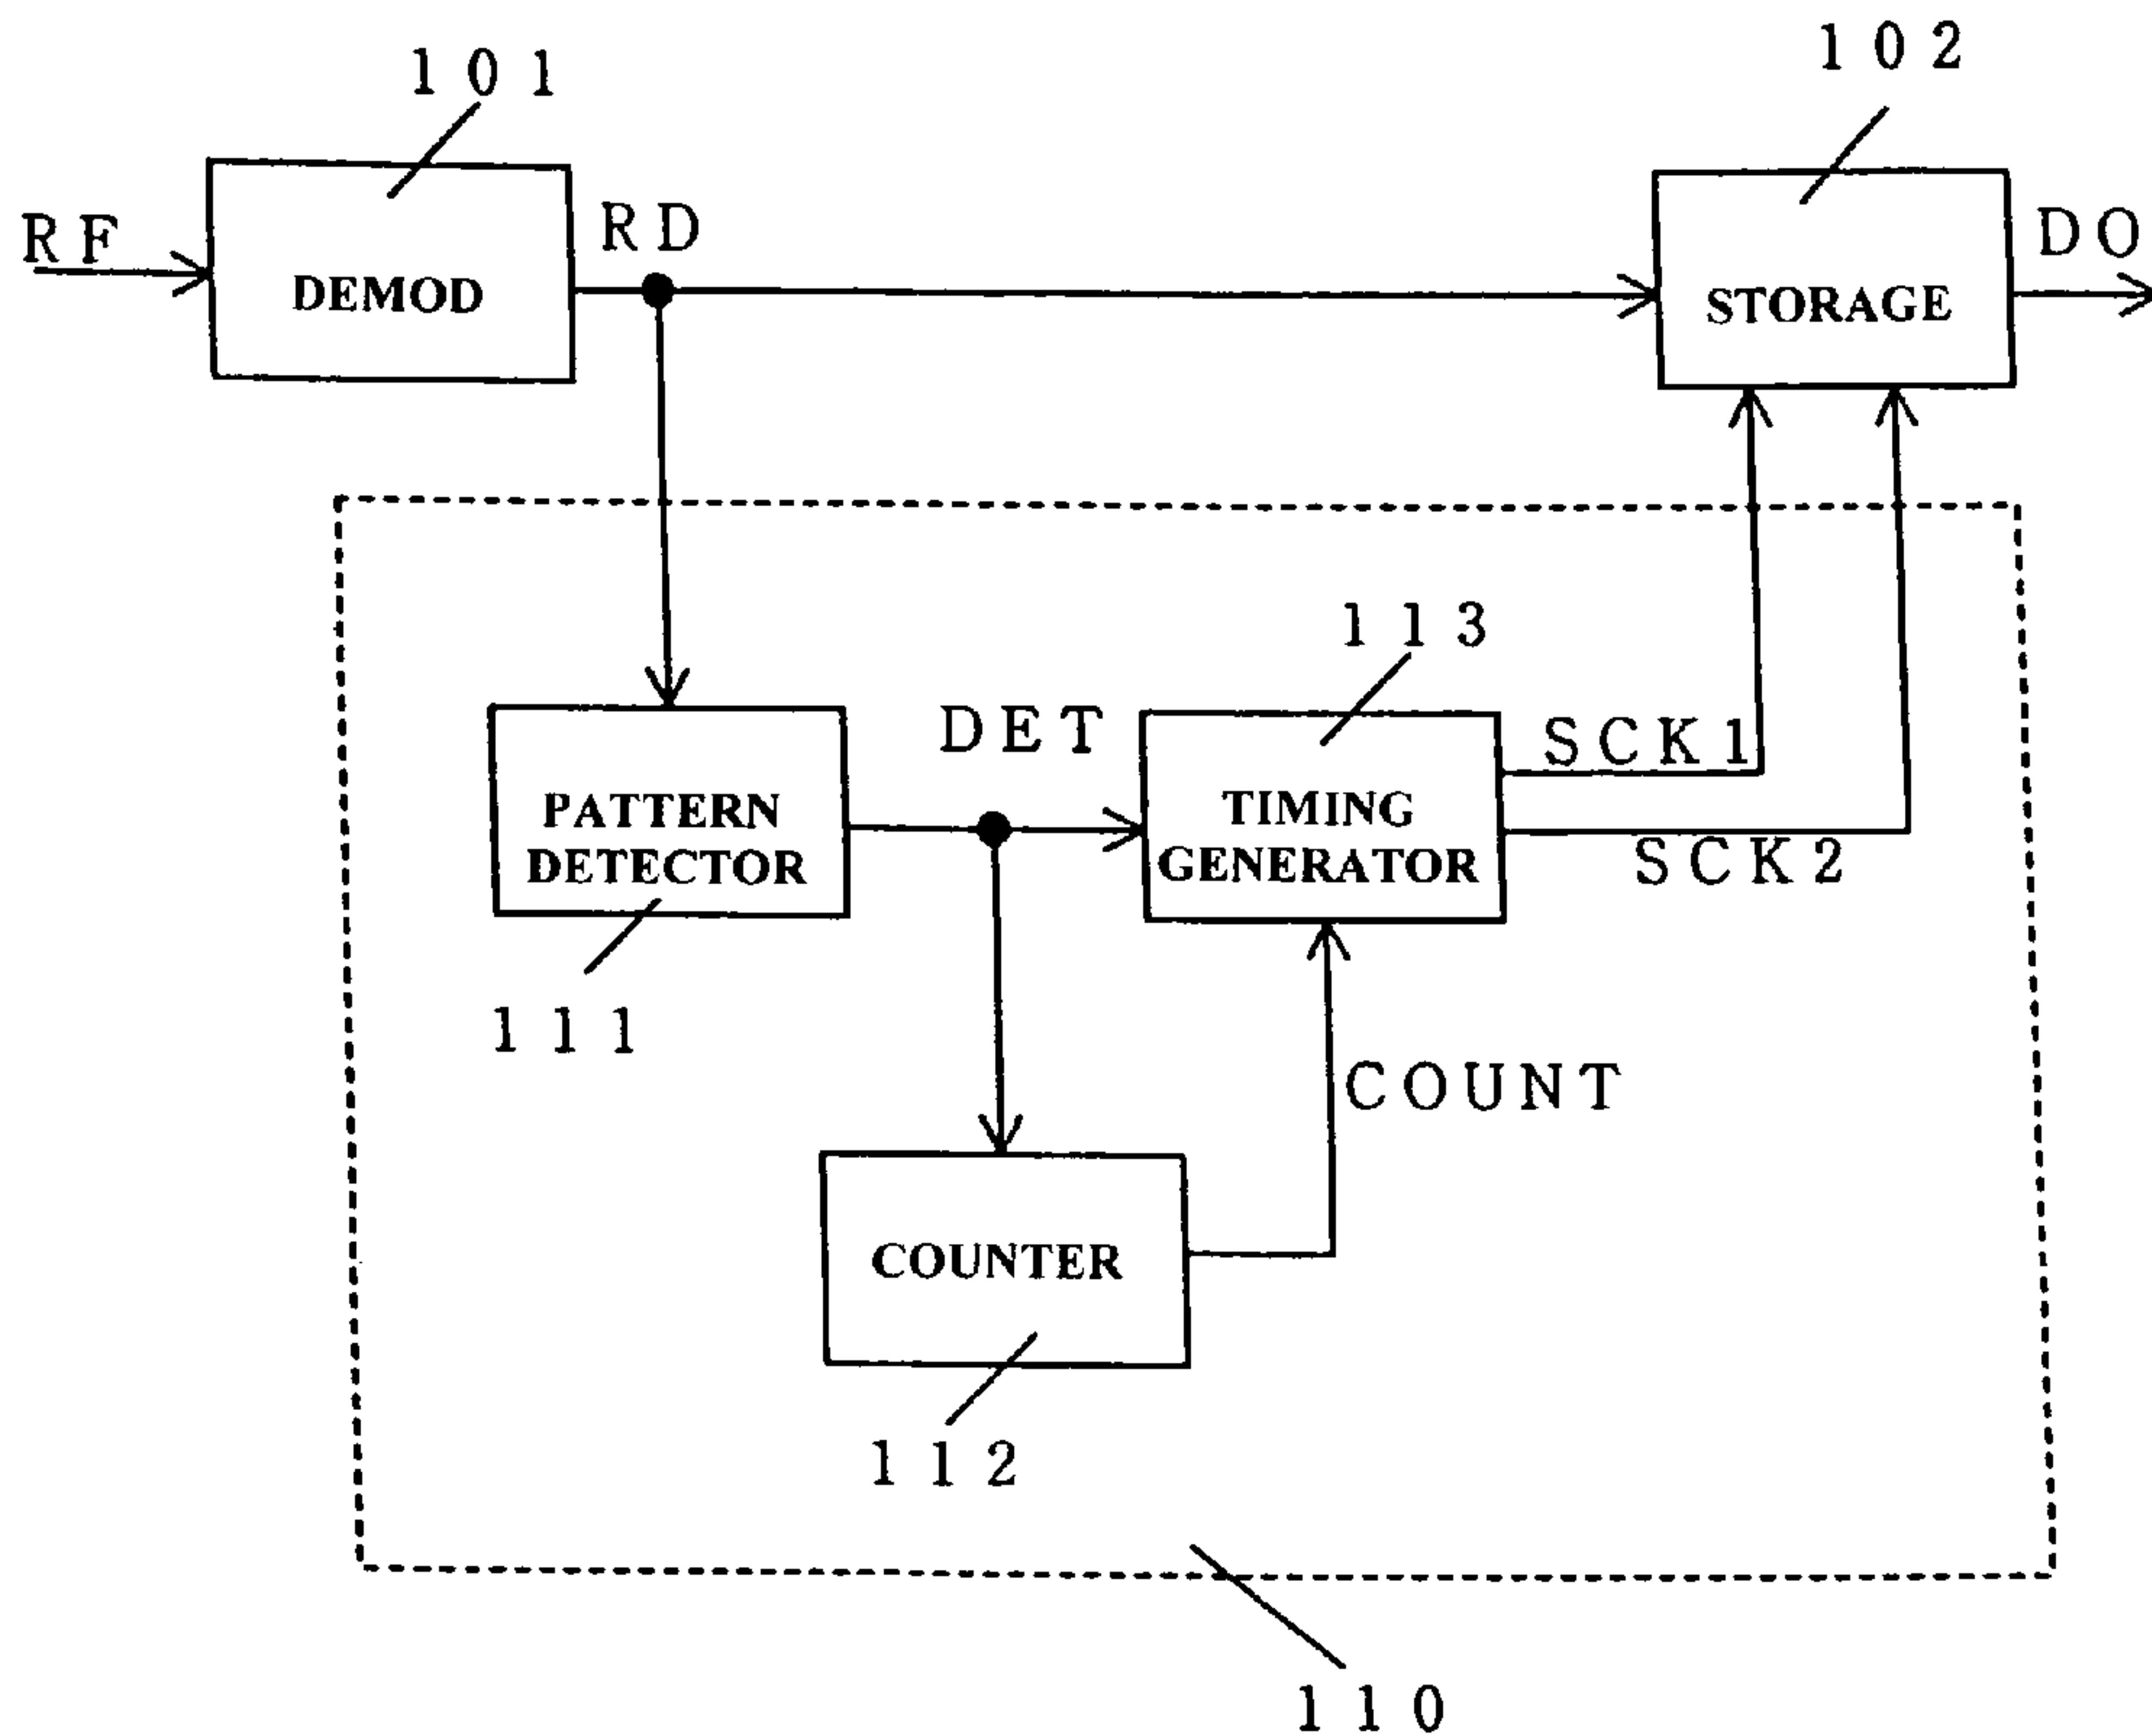 101
102
RF
RD
DO
DEMOD
STORAGE
113
DET
SCK1
PATTERN
DETECTOR
TIMING
GENERATOR
SCK2
111
COUNT
COUNTER
112
110